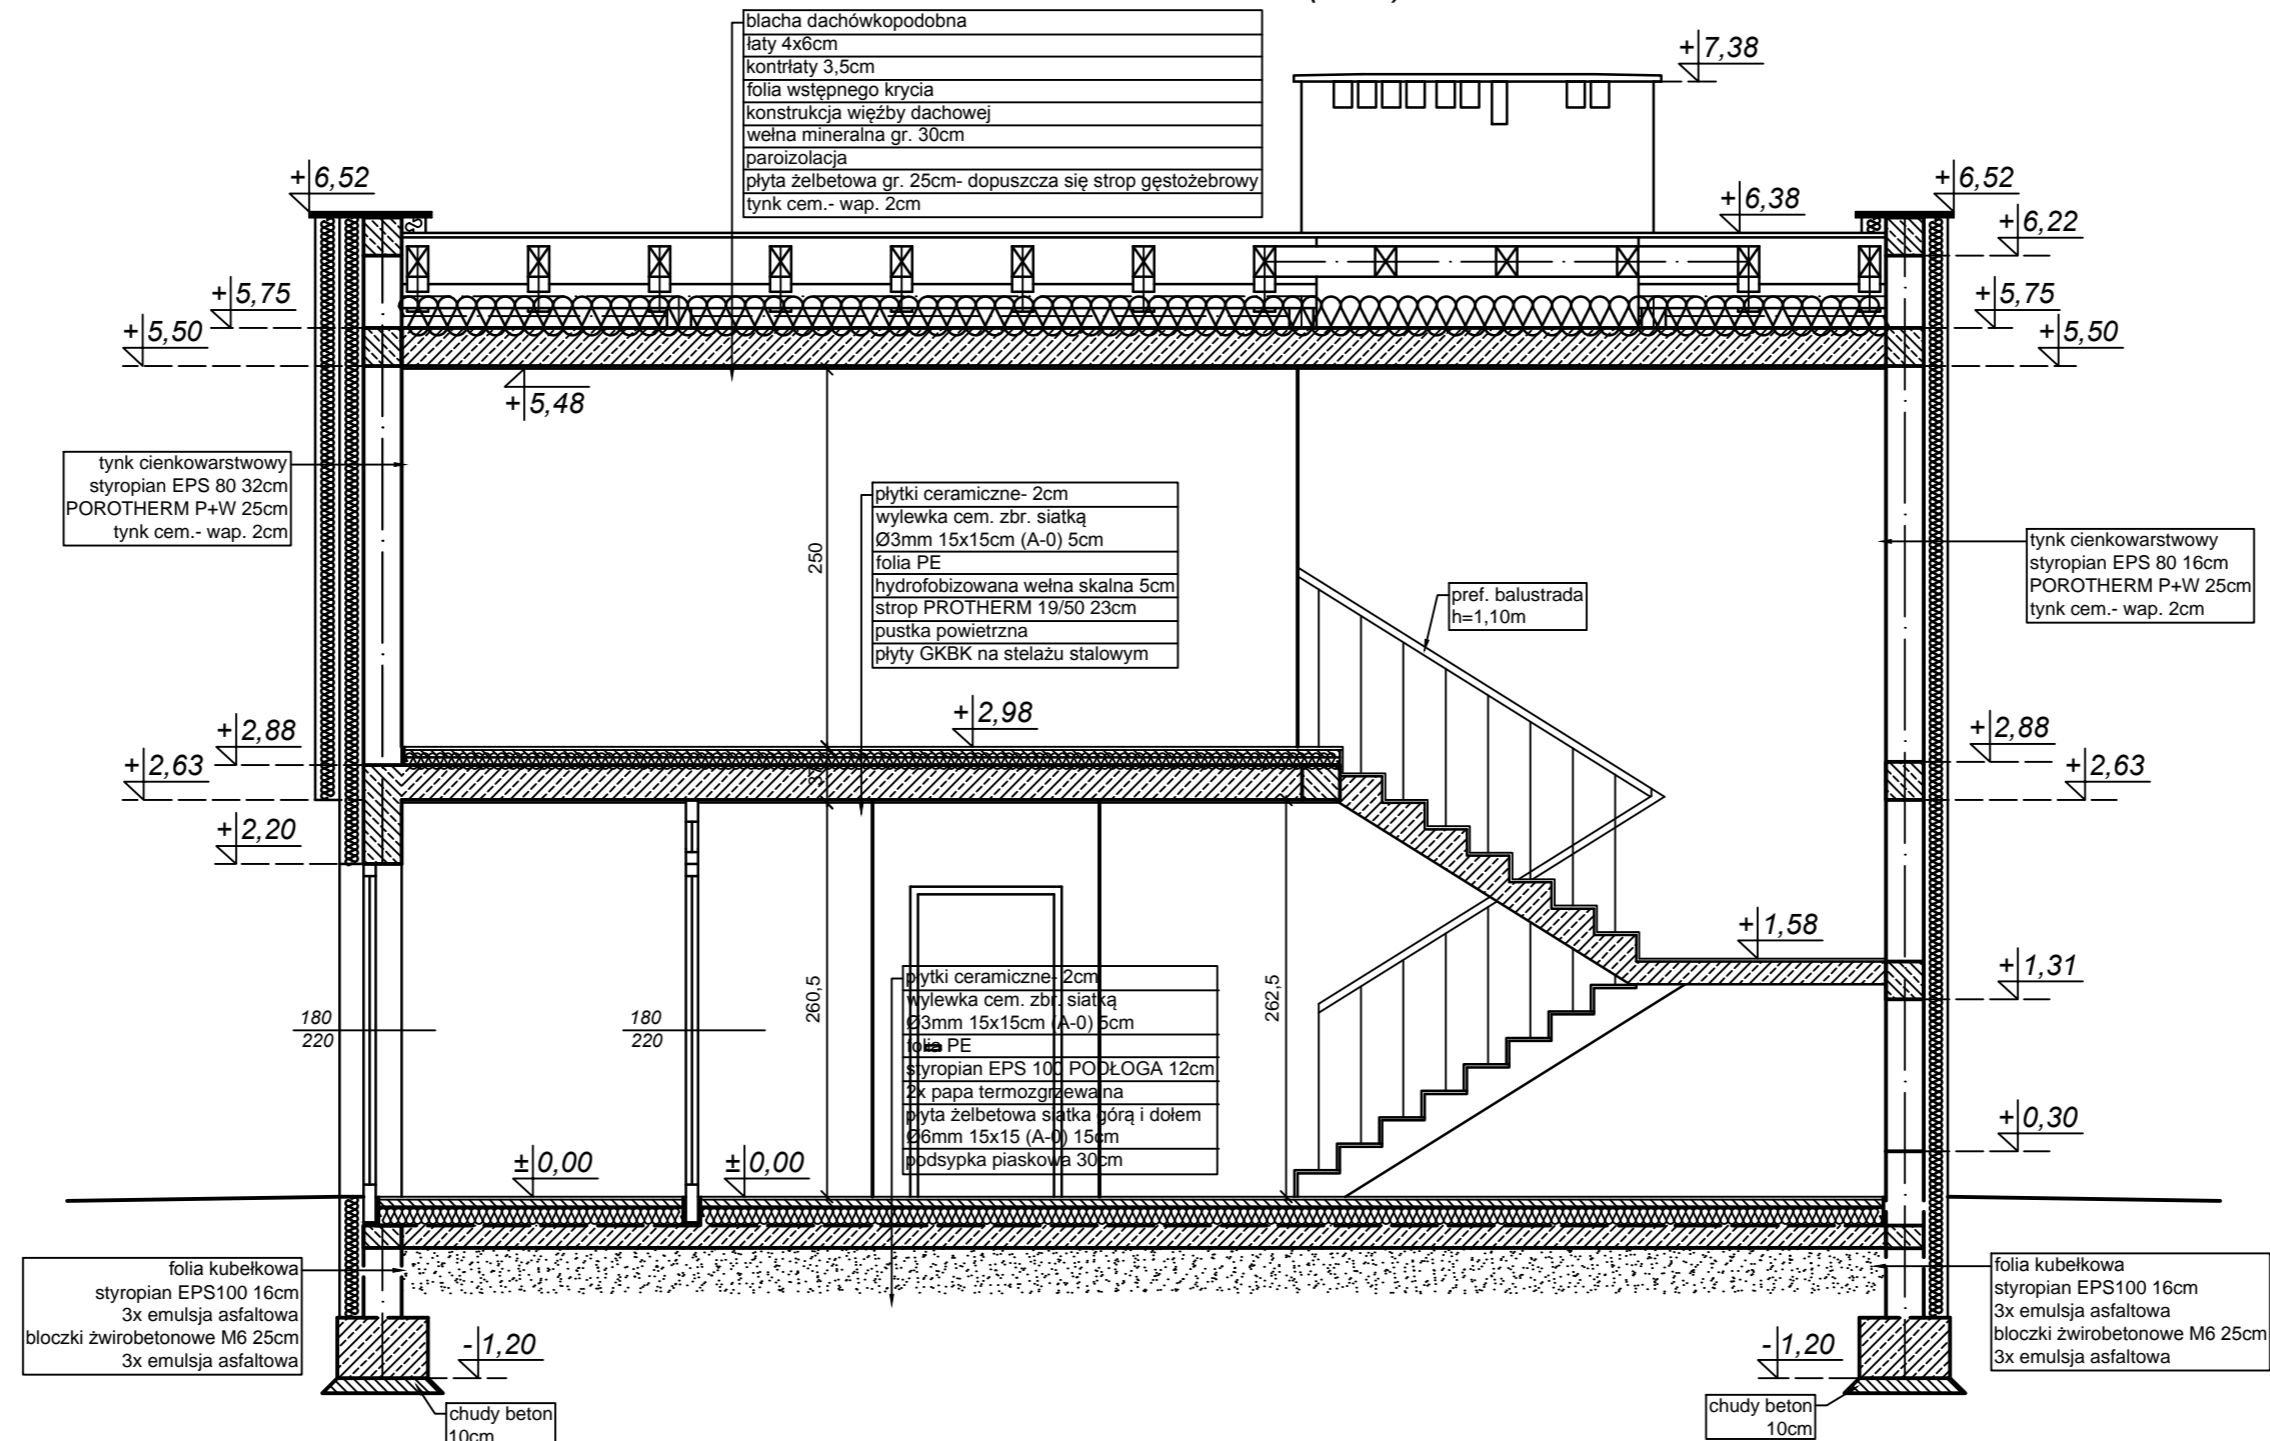 blacha dachówkopodobna
łaty 4x6cm
kontrłaty 3,5cm
folia wstępnego krycia
konstrukcja więźby dachowej
wełna mineralna gr. 30cm
paroizolacja
płyta żelbetowa gr. 25cm- dopuszcza się strop gęstożebrowy
tynk cem.- wap. 2cm
+7,38
+6,52
+6,52
+6,38
+6,22
+5,75
+5,75
+5,50
+5,50
+5,48
tynk cienkowarstwowy
styropian EPS 80 32cm
POROTHERM P+W 25cm
tynk cem.- wap. 2cm
250
płytki ceramiczne- 2cm
wylewka cem. zbr. siatką
Ø3mm 15x15cm (A-0) 5cm
folia PE
hydrofobizowana wełna skalna 5cm
strop PROTHERM 19/50 23cm
pustka powietrzna
płyty GKBK na stelażu stalowym
pref. balustrada
h=1,10m
tynk cienkowarstwowy
styropian EPS 80 16cm
POROTHERM P+W 25cm
tynk cem.- wap. 2cm
+2,98
+2,88
+2,88
+2,63
+2,63
+2,20
+1,58
+1,31
180
220
180
220
260,5
262,5
płytki ceramiczne- 2cm
wylewka cem. zbr. siatką
Ø3mm 15x15cm (A-0) 5cm
folia PE
styropian EPS 100 PODŁOGA 12cm
2x papa termozgrzewalna
płyta żelbetowa siatka górą i dołem
Ø6mm 15x15 (A-0) 15cm
podsypka piaskowa 30cm
+0,30
±0,00
±0,00
folia kubełkowa
styropian EPS100 16cm
3x emulsja asfaltowa
bloczki żwirobetonowe M6 25cm
3x emulsja asfaltowa
-1,20
-1,20
folia kubełkowa
styropian EPS100 16cm
3x emulsja asfaltowa
bloczki żwirobetonowe M6 25cm
3x emulsja asfaltowa
chudy beton
10cm
chudy beton
10cm